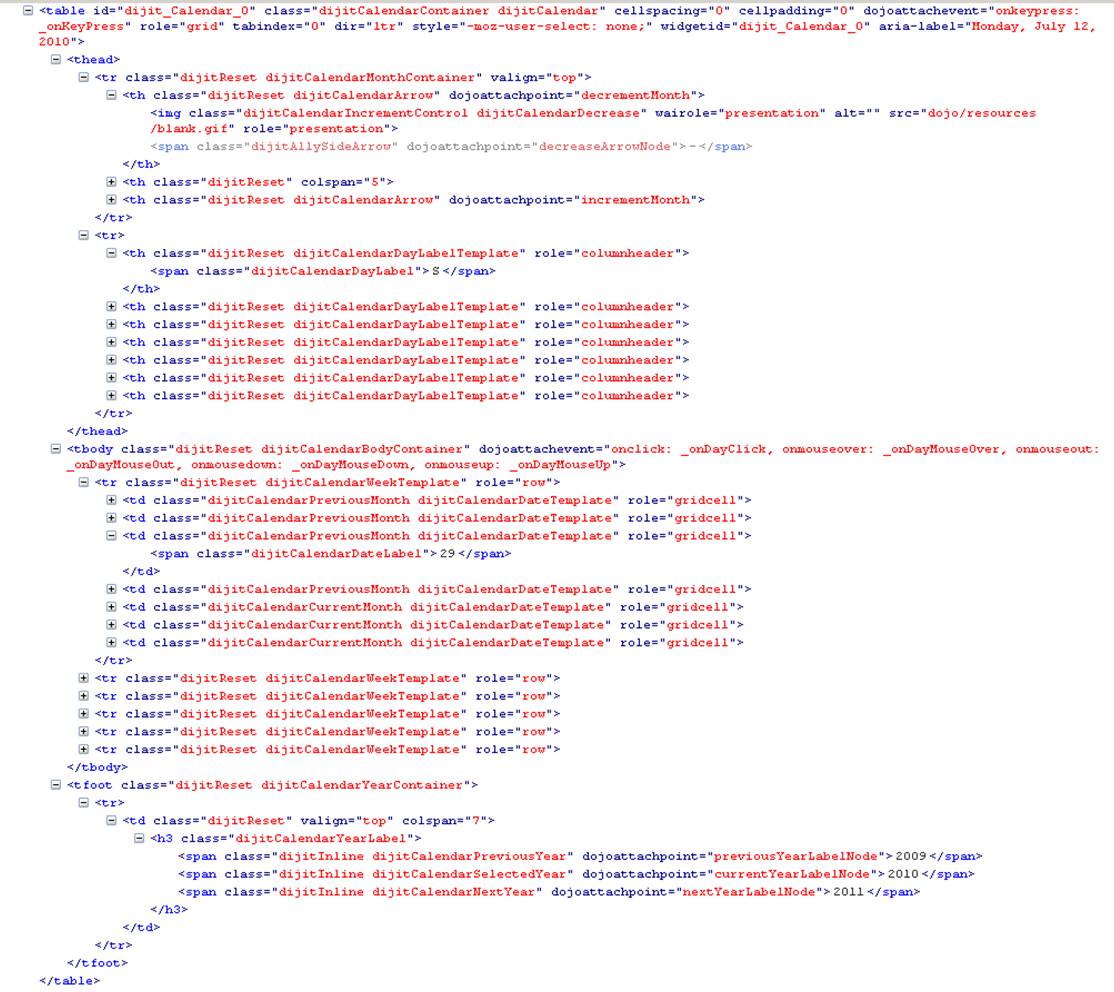 <table id="dijit_Calendar_0" class="dijitCalendarContainer dijitCalendar" cellspacing="0" cellpadding="0" dojoattachevent="onkeypress:
_onKeyPress" role="grid" tabindex="0" dir="ltr" style="-moz-user-select: none;" widgetid="dijit_Calendar_0" aria-label="Monday, July 12,
2010">
<thead>
<tr class="dijitReset dijitCalendarMonthContainer" valign="top">
<th class="dijitReset dijitCalendarArrow" dojoattachpoint="decrementMonth">
<img class="dijitCalendarIncrementControl dijitCalendarDecrease" wairole="presentation" alt="" src="dojo/resources
/blank.gif" role="presentation">
<span class="dijitA11ySideArrow" dojoattachpoint="decreaseArrowNode">-</span>
</th>
<th class="dijitReset" colspan="5">
<th class="dijitReset dijitCalendarArrow" dojoattachpoint="incrementMonth">
</tr>
<tr>
<th class="dijitReset dijitCalendarDayLabelTemplate" role="columnheader">
<span class="dijitCalendarDayLabel">S</span>
</th>
<th class="dijitReset dijitCalendarDayLabelTemplate" role="columnheader">
<th class="dijitReset dijitCalendarDayLabelTemplate" role="columnheader">
<th class="dijitReset dijitCalendarDayLabelTemplate" role="columnheader">
<th class="dijitReset dijitCalendarDayLabelTemplate" role="columnheader">
<th class="dijitReset dijitCalendarDayLabelTemplate" role="columnheader">
<th class="dijitReset dijitCalendarDayLabelTemplate" role="columnheader">
</tr>
</thead>
<tbody class="dijitReset dijitCalendarBodyContainer" dojoattachevent="onclick: _onDayClick, onmouseover: _onDayMouseOver, onmouseout:
_onDayMouseOut, onmousedown: _onDayMouseDown, onmouseup: _onDayMouseUp">
<tr class="dijitReset dijitCalendarWeekTemplate" role="row">
<td class="dijitCalendarPreviousMonth dijitCalendarDateTemplate" role="gridcell">
<td class="dijitCalendarPreviousMonth dijitCalendarDateTemplate" role="gridcell">
<td class="dijitCalendarPreviousMonth dijitCalendarDateTemplate" role="gridcell">
<span class="dijitCalendarDateLabel">29</span>
</td>
<td class="dijitCalendarPreviousMonth dijitCalendarDateTemplate" role="gridcell">
<td class="dijitCalendarCurrentMonth dijitCalendarDateTemplate" role="gridcell">
<td class="dijitCalendarCurrentMonth dijitCalendarDateTemplate" role="gridcell">
<td class="dijitCalendarCurrentMonth dijitCalendarDateTemplate" role="gridcell">
</tr>
<tr class="dijitReset dijitCalendarWeekTemplate" role="row">
<tr class="dijitReset dijitCalendarWeekTemplate" role="row">
<tr class="dijitReset dijitCalendarWeekTemplate" role="row">
<tr class="dijitReset dijitCalendarWeekTemplate" role="row">
<tr class="dijitReset dijitCalendarWeekTemplate" role="row">
</tbody>
<tfoot class="dijitReset dijitCalendarYearContainer">
<tr>
<td class="dijitReset" valign="top" colspan="7">
<h3 class="dijitCalendarYearLabel">
<span class="dijitInline dijitCalendarPreviousYear" dojoattachpoint="previousYearLabelNode">2009</span>
<span class="dijitInline dijitCalendarSelectedYear" dojoattachpoint="currentYearLabelNode">2010</span>
<span class="dijitInline dijitCalendarNextYear" dojoattachpoint="nextYearLabelNode">2011</span>
</h3>
</td>
</tr>
</tfoot>
</table>